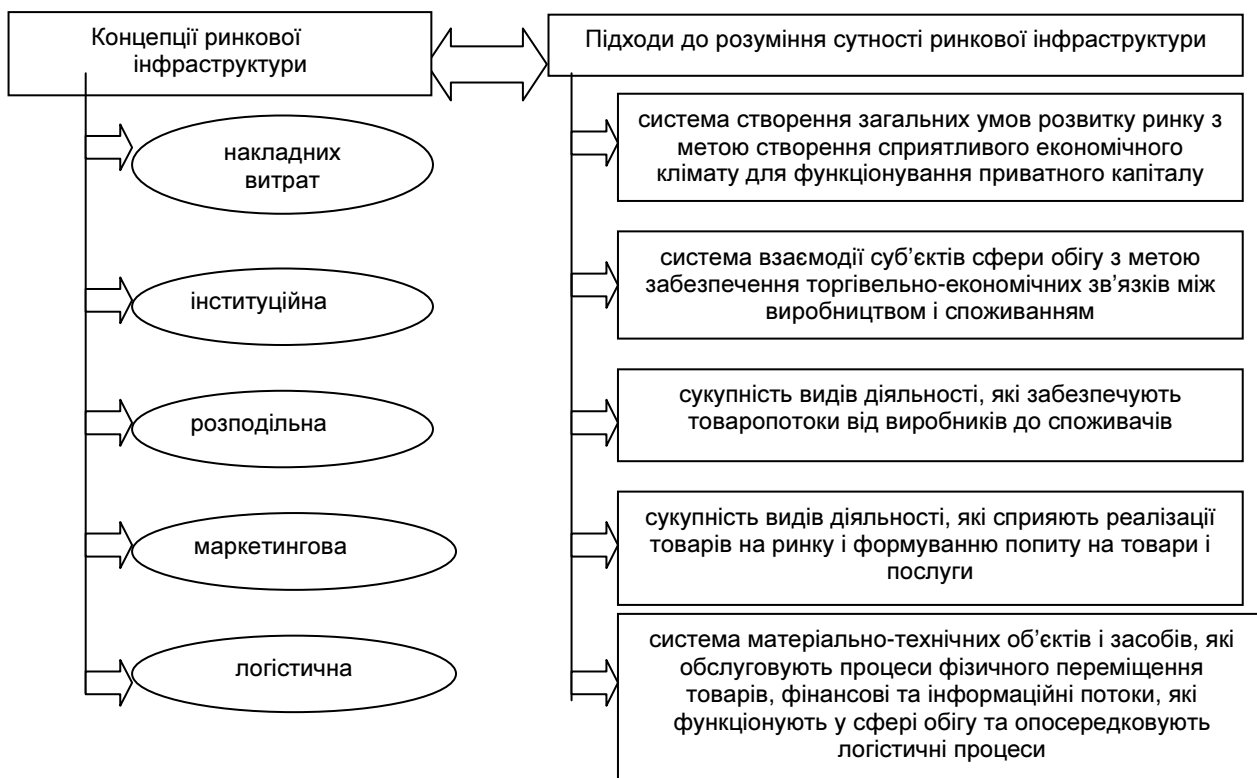 Концепції ринкової
інфраструктури
Підходи до розуміння сутності ринкової інфраструктури
накладних
витрат
система створення загальних умов розвитку ринку з
метою створення сприятливого економічного
клімату для функціонування приватного капіталу
інституційна
система взаємодії суб’єктів сфери обігу з метою
забезпечення торгівельно-економічних зв’язків між
виробництвом і споживанням
розподільна
сукупність видів діяльності, які забезпечують
товаропотоки від виробників до споживачів
маркетингова
сукупність видів діяльності, які сприяють реалізації
товарів на ринку і формуванню попиту на товари і
послуги
логістична
система матеріально-технічних об’єктів і засобів, які
обслуговують процеси фізичного переміщення
товарів, фінансові та інформаційні потоки, які
функціонують у сфері обігу та опосередковують
логістичні процеси